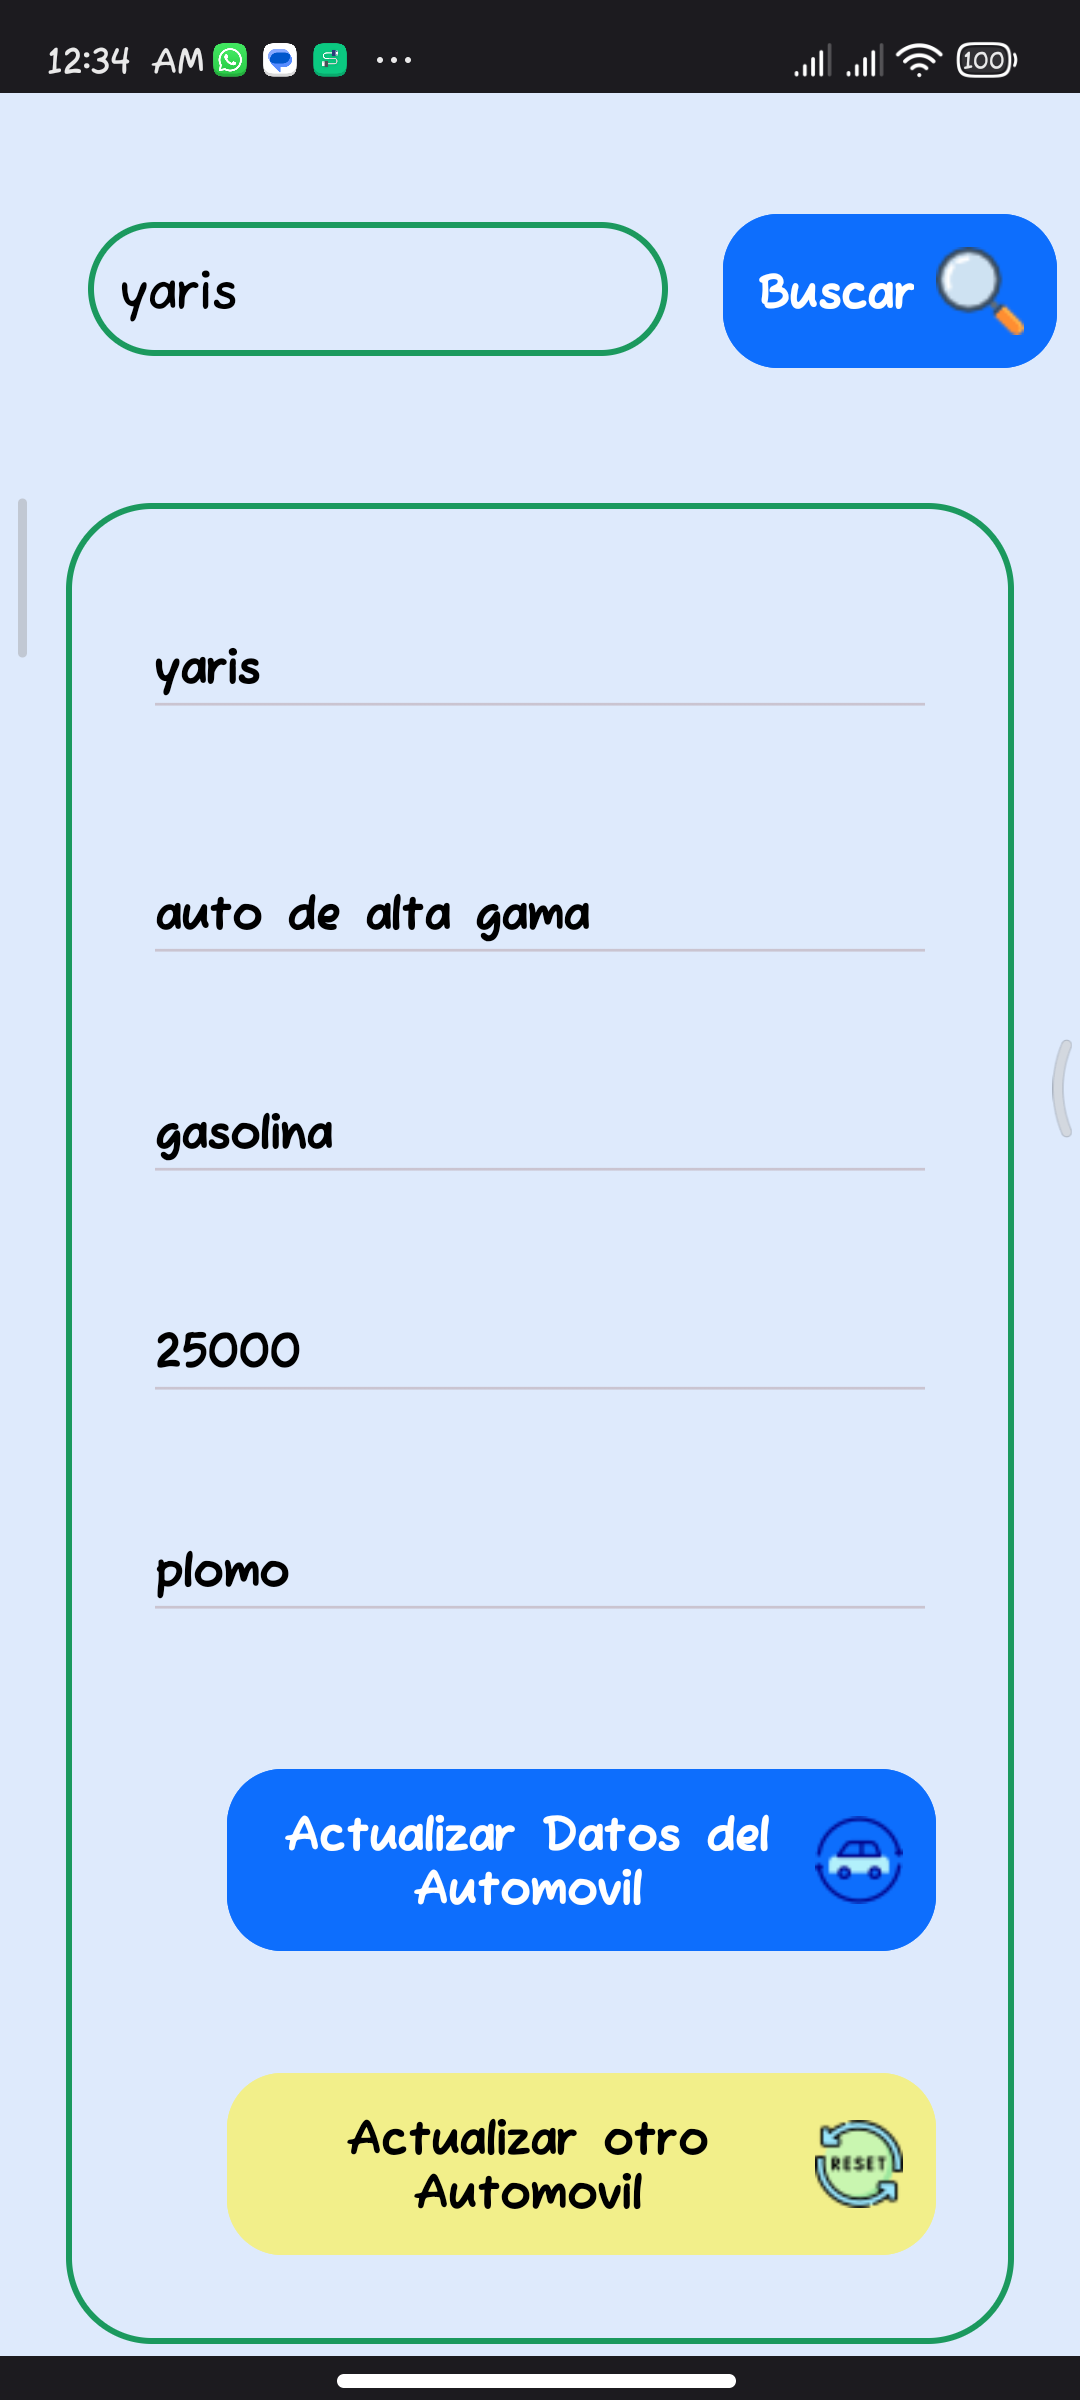 12:34 AM
100
yaris
Buscar
yaris
auto de alta gama
gasolina
25000
plomo
Actualizar Datos del
Automovil
Actualizar otro
Automovil
RESET